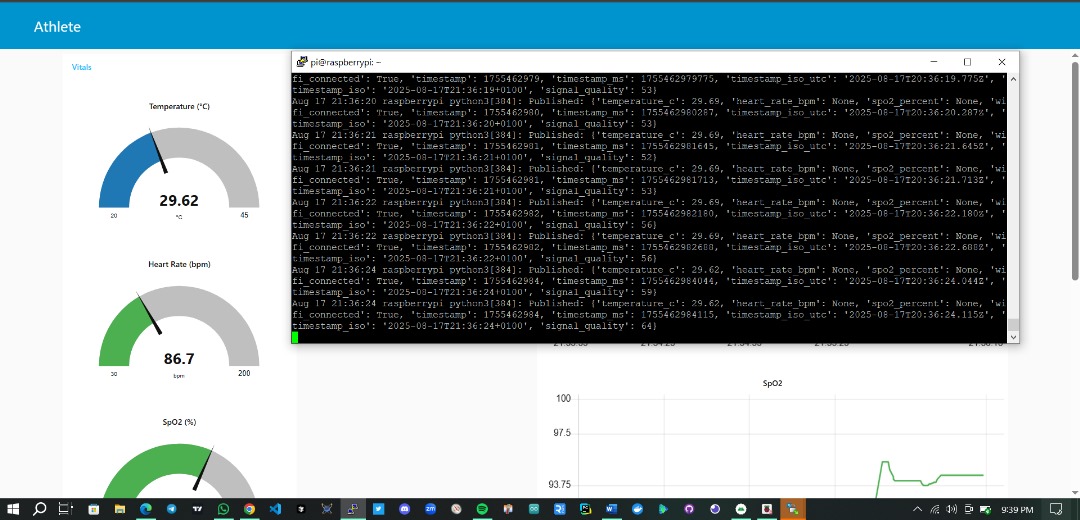 Athlete
Vitals
Temperature (°C)
29.62
20
°C
45
Heart Rate (bpm)
86.7
30
bpm
200
SpO2 (%)
pi@raspberrypi: ~
fi_connected': True, 'timestamp': 1755462979, 'timestamp_ms': 1755462979775, 'timestamp_iso_utc': '2025-08-17T20:36:19.775Z', '
timestamp_iso': '2025-08-17T21:36:19+0100', 'signal_quality': 53}
Aug 17 21:36:20 raspberrypi python3[384]: Published: {'temperature_c': 29.69, 'heart_rate_bpm': None, 'spo2_percent': None, 'wi
fi_connected': True, 'timestamp': 1755462980, 'timestamp_ms': 1755462980287, 'timestamp_iso_utc': '2025-08-17T20:36:20.287Z', '
timestamp_iso': '2025-08-17T21:36:20+0100', 'signal_quality': 53}
Aug 17 21:36:21 raspberrypi python3[384]: Published: {'temperature_c': 29.69, 'heart_rate_bpm': None, 'spo2_percent': None, 'wi
fi_connected': True, 'timestamp': 1755462981, 'timestamp_ms': 1755462981645, 'timestamp_iso_utc': '2025-08-17T20:36:21.645Z', '
timestamp_iso': '2025-08-17T21:36:21+0100', 'signal_quality': 52}
Aug 17 21:36:21 raspberrypi python3[384]: Published: {'temperature_c': 29.69, 'heart_rate_bpm': None, 'spo2_percent': None, 'wi
fi_connected': True, 'timestamp': 1755462981, 'timestamp_ms': 1755462981713, 'timestamp_iso_utc': '2025-08-17T20:36:21.713Z', '
timestamp_iso': '2025-08-17T21:36:21+0100', 'signal_quality': 53}
Aug 17 21:36:22 raspberrypi python3[384]: Published: {'temperature_c': 29.69, 'heart_rate_bpm': None, 'spo2_percent': None, 'wi
fi_connected': True, 'timestamp': 1755462982, 'timestamp_ms': 1755462982180, 'timestamp_iso_utc': '2025-08-17T20:36:22.180Z', '
timestamp_iso': '2025-08-17T21:36:22+0100', 'signal_quality': 56}
Aug 17 21:36:22 raspberrypi python3[384]: Published: {'temperature_c': 29.69, 'heart_rate_bpm': None, 'spo2_percent': None, 'wi
fi_connected': True, 'timestamp': 1755462982, 'timestamp_ms': 1755462982688, 'timestamp_iso_utc': '2025-08-17T20:36:22.688Z', '
timestamp_iso': '2025-08-17T21:36:22+0100', 'signal_quality': 56}
Aug 17 21:36:24 raspberrypi python3[384]: Published: {'temperature_c': 29.62, 'heart_rate_bpm': None, 'spo2_percent': None, 'wi
fi_connected': True, 'timestamp': 1755462984, 'timestamp_ms': 1755462984044, 'timestamp_iso_utc': '2025-08-17T20:36:24.044Z', '
timestamp_iso': '2025-08-17T21:36:24+0100', 'signal_quality': 59}
Aug 17 21:36:24 raspberrypi python3[384]: Published: {'temperature_c': 29.62, 'heart_rate_bpm': None, 'spo2_percent': None, 'wi
fi_connected': True, 'timestamp': 1755462984, 'timestamp_ms': 1755462984115, 'timestamp_iso_utc': '2025-08-17T20:36:24.115Z', '
timestamp_iso': '2025-08-17T21:36:24+0100', 'signal_quality': 64}
SpO2
100
97.5
93.75
9:39 PM